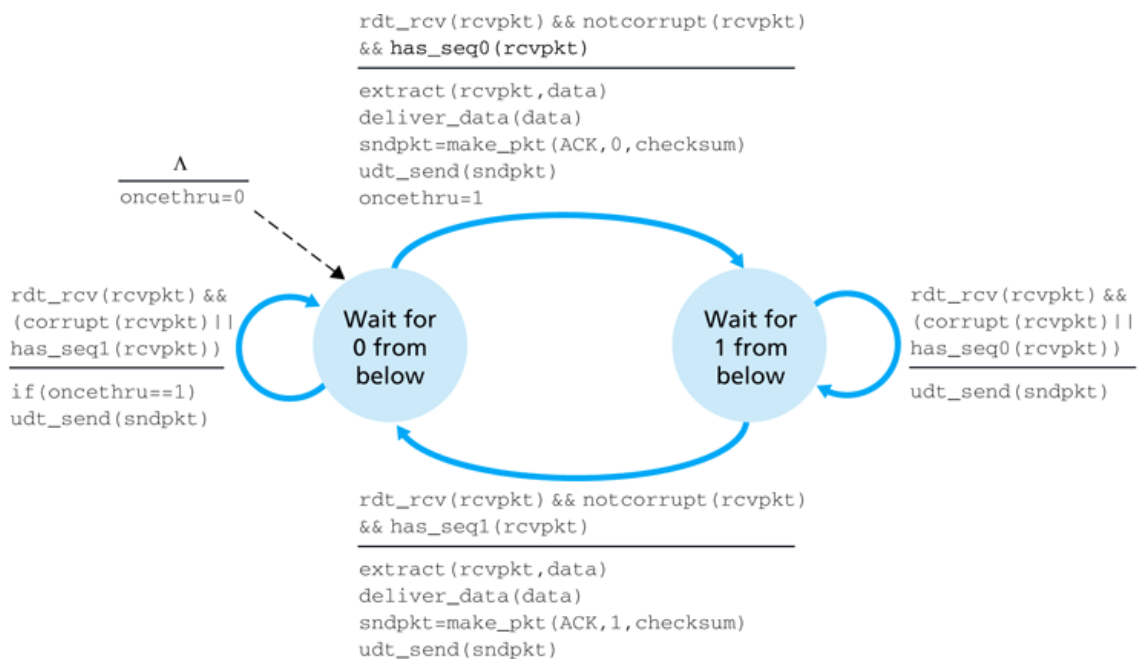 rdt_rcv(rcvpkt) && notcorrupt(rcvpkt)
&& has_seq0(rcvpkt)
extract(rcvpkt,data)
deliver_data(data)
sndpkt=make_pkt(ACK,0,checksum)
udt_send(sndpkt)
oncethru=1
Λ
oncethru=0
rdt_rcv(rcvpkt) &&
(corrupt(rcvpkt)||
has_seq1(rcvpkt))
if(oncethru==1)
udt_send(sndpkt)
Wait for
0 from
below
Wait for
1 from
below
rdt_rcv(rcvpkt) &&
(corrupt(rcvpkt)||
has_seq0(rcvpkt))
udt_send(sndpkt)
rdt_rcv(rcvpkt) && notcorrupt(rcvpkt)
&& has_seq1(rcvpkt)
extract(rcvpkt,data)
deliver_data(data)
sndpkt=make_pkt(ACK,1,checksum)
udt_send(sndpkt)